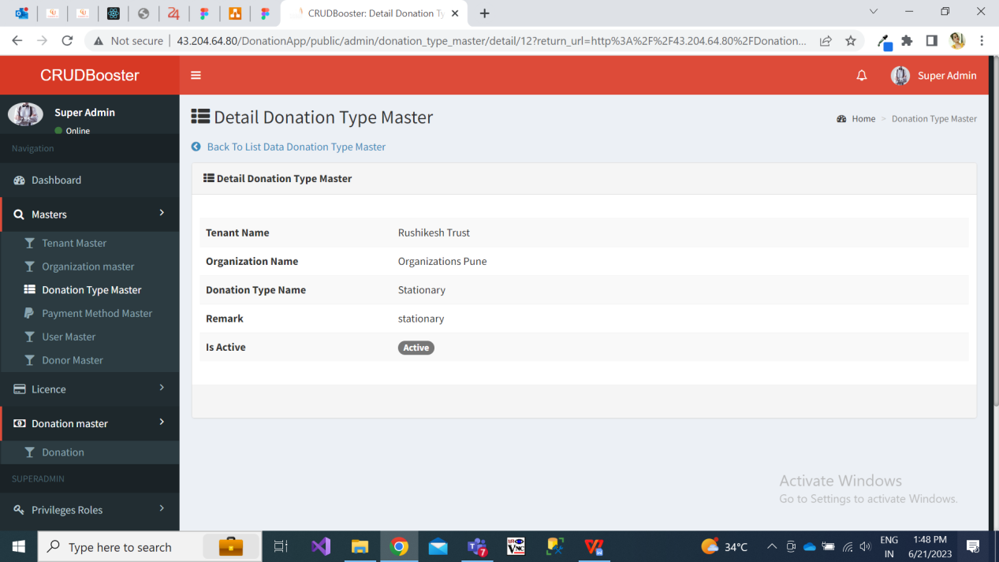 CRUDBooster: Detail Donation Ty
Not secure
43.204.64.80/DonationApp/public/admin/donation_type_master/detail/12?return_url=http%3A%2F%2F43.204.64.80%2FDonation...
CRUDBooster
Super Admin
Super Admin
Online
Navigation
Dashboard
Masters
Tenant Master
Organization master
Donation Type Master
Payment Method Master
User Master
Donor Master
Licence
Donation master
Donation
SUPERADMIN
Privileges Roles
Detail Donation Type Master
Home > Donation Type Master
Back To List Data Donation Type Master
Detail Donation Type Master
Tenant Name Rushikesh Trust
Organization Name Organizations Pune
Donation Type Name Stationary
Remark stationary
Is Active Active
Activate Windows
Go to Settings to activate Windows.
Type here to search
7
34°C
ENG
IN
1:48 PM
6/21/2023